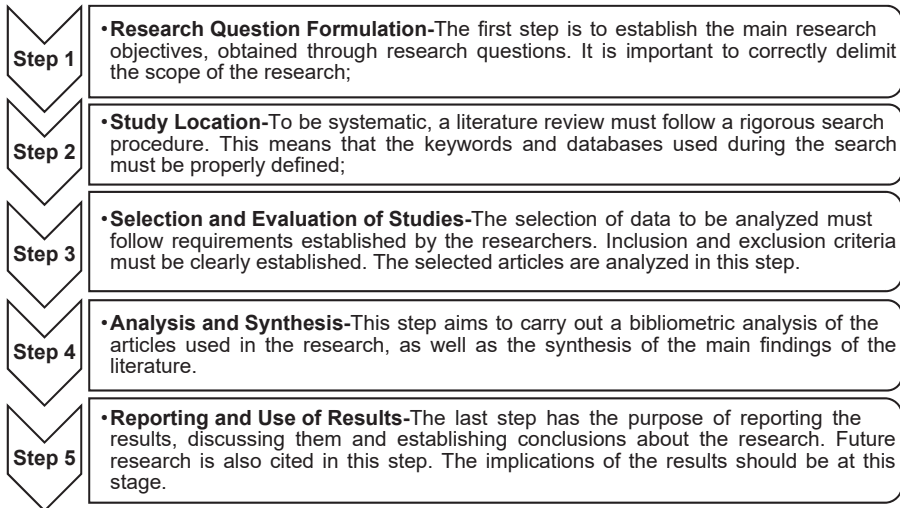 Step 1
•Research Question Formulation-The first step is to establish the main research
objectives, obtained through research questions. It is important to correctly delimit
the scope of the research;
Step 2
•Study Location-To be systematic, a literature review must follow a rigorous search
procedure. This means that the keywords and databases used during the search
must be properly defined;
Step 3
•Selection and Evaluation of Studies-The selection of data to be analyzed must
follow requirements established by the researchers. Inclusion and exclusion criteria
must be clearly established. The selected articles are analyzed in this step.
Step 4
•Analysis and Synthesis-This step aims to carry out a bibliometric analysis of the
articles used in the research, as well as the synthesis of the main findings of the
literature.
Step 5
•Reporting and Use of Results-The last step has the purpose of reporting the
results, discussing them and establishing conclusions about the research. Future
research is also cited in this step. The implications of the results should be at this
stage.